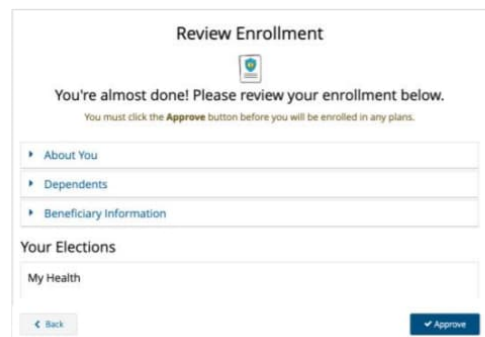 Review Enrollment
You're almost done! Please review your enrollment below.
You must click the Approve button before you will be enrolled in any plans.
About You
Dependents
Beneficiary Information
Your Elections
My Health
Back
Approve